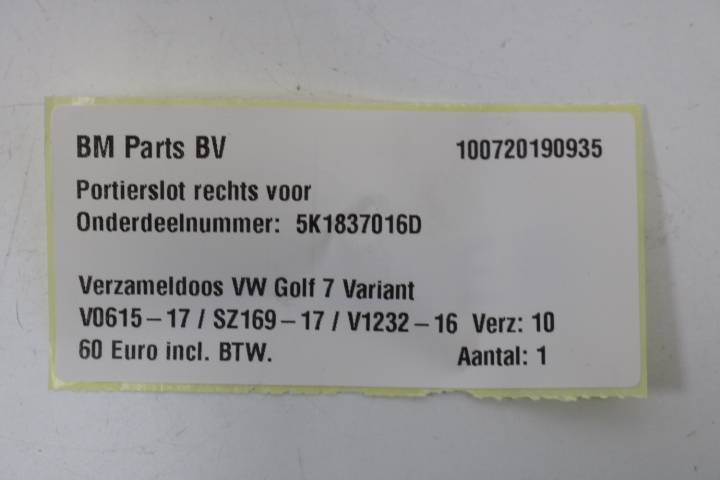 BM Parts BV 100720190935
Portierslot rechts voor
Onderdeelnummer: 5K1837016D
Verzameldoos VW Golf 7 Variant
V0615-17 / SZ169-17 / V1232-16 Verz: 10
60 Euro incl. BTW. Aantal: 1